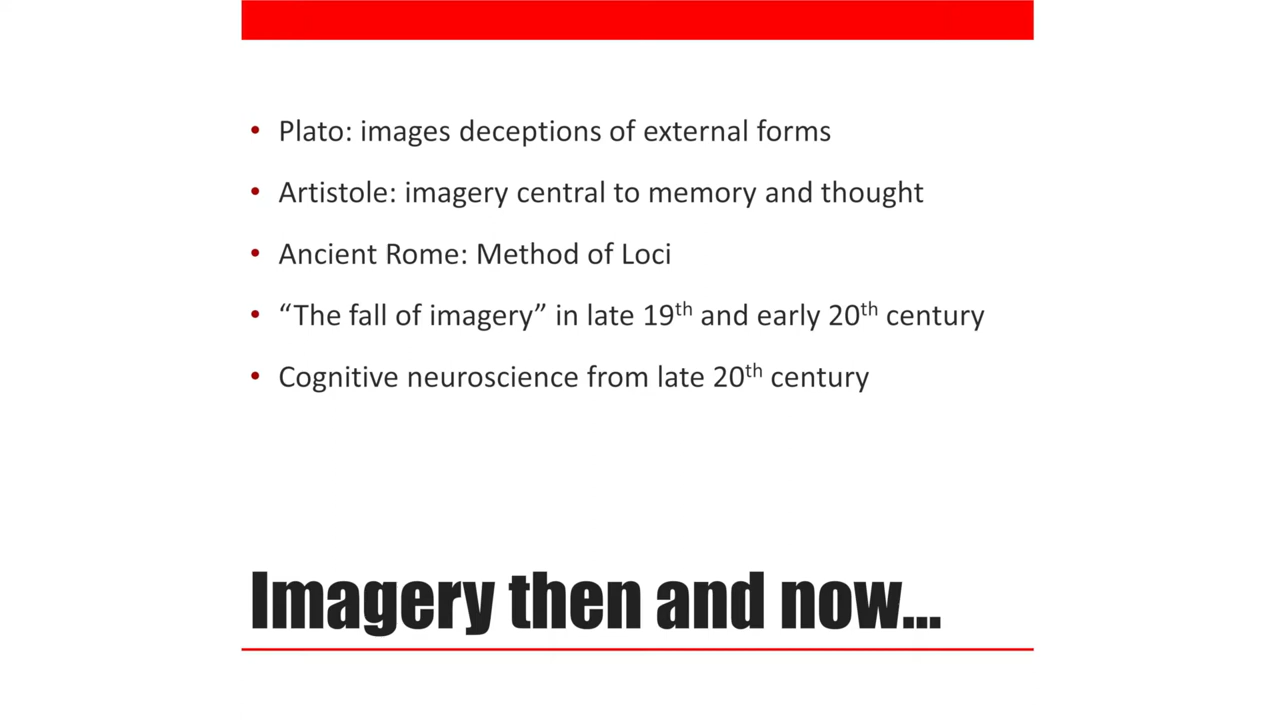 • Plato: images deceptions of external forms
• Artistole: imagery central to memory and thought
• Ancient Rome: Method of Loci
• “The fall of imagery” in late 19th and early 20th century
• Cognitive neuroscience from late 20th century
Imagery then and now...